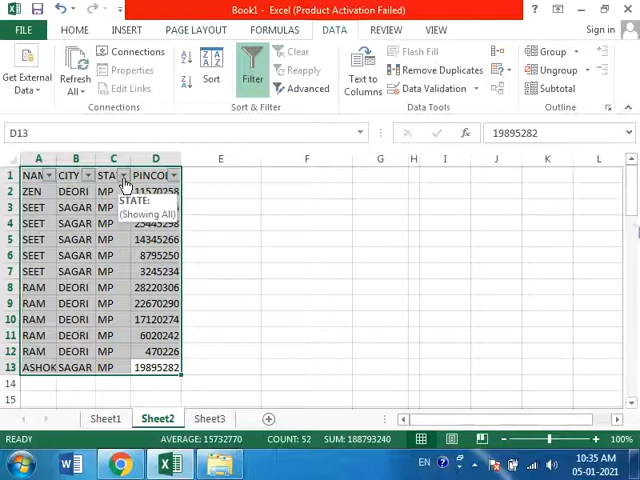 Book1 - Excel (Product Activation Failed)
FILE HOME INSERT PAGE LAYOUT FORMULAS DATA REVIEW VIEW Sign in
Get External Data
Refresh All
Connections
Properties
Edit Links
Connections
Sort
Filter
Clear
Reapply
Advanced
Sort & Filter
Text to Columns
Flash Fill
Remove Duplicates
Data Validation
Data Tools
Group
Ungroup
Subtotal
Outline
D13 19895282
A B C D E F G H I J K L
1 CITY
2 ZEN DEORI MP 11570258
3 SEET SAGAR
4 SEET SAGAR MP 25445298
5 SEET SAGAR MP 14345266
6 SEET SAGAR MP 8795250
7 SEET SAGAR MP 3245234
8 RAM DEORI MP 28220306
9 RAM DEORI MP 22670290
10 RAM DEORI MP 17120274
11 RAM DEORI MP 6020242
12 RAM DEORI MP 470226
13 ASHOK SAGAR MP 19895282
14
15
STATE:
(Showing All)
Sheet1 Sheet2 Sheet3
READY AVERAGE: 15732770 COUNT: 52 SUM: 188793240 100%
EN 10:35 AM
05-01-2021